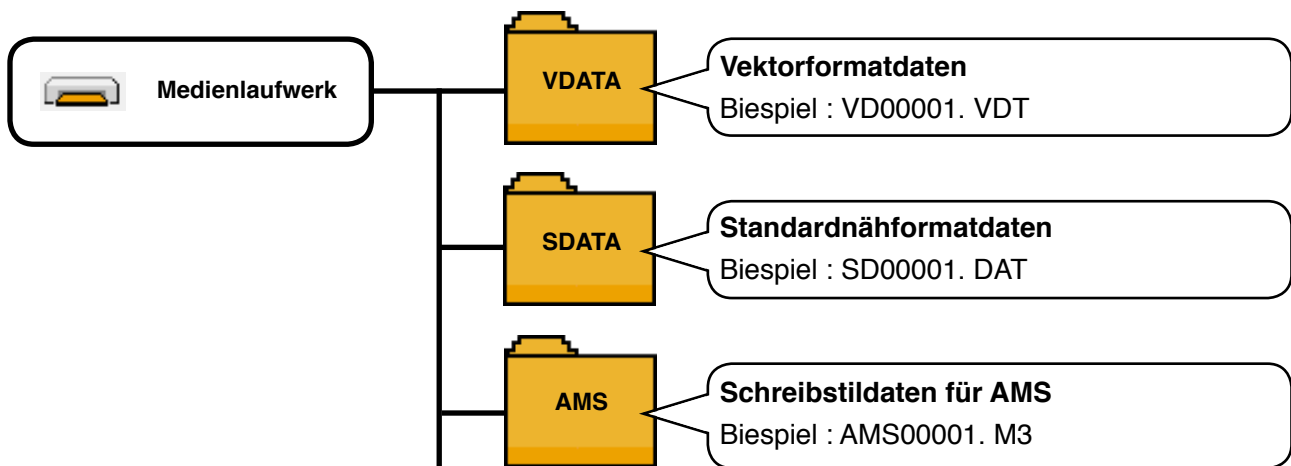 Medienlaufwerk
VDATA
Vektorformatdaten
Biespiel : VD00001. VDT
SDATA
Standardnähformatdaten
Biespiel : SD00001. DAT
AMS
Schreibstildaten für AMS
Biespiel : AMS00001. M3